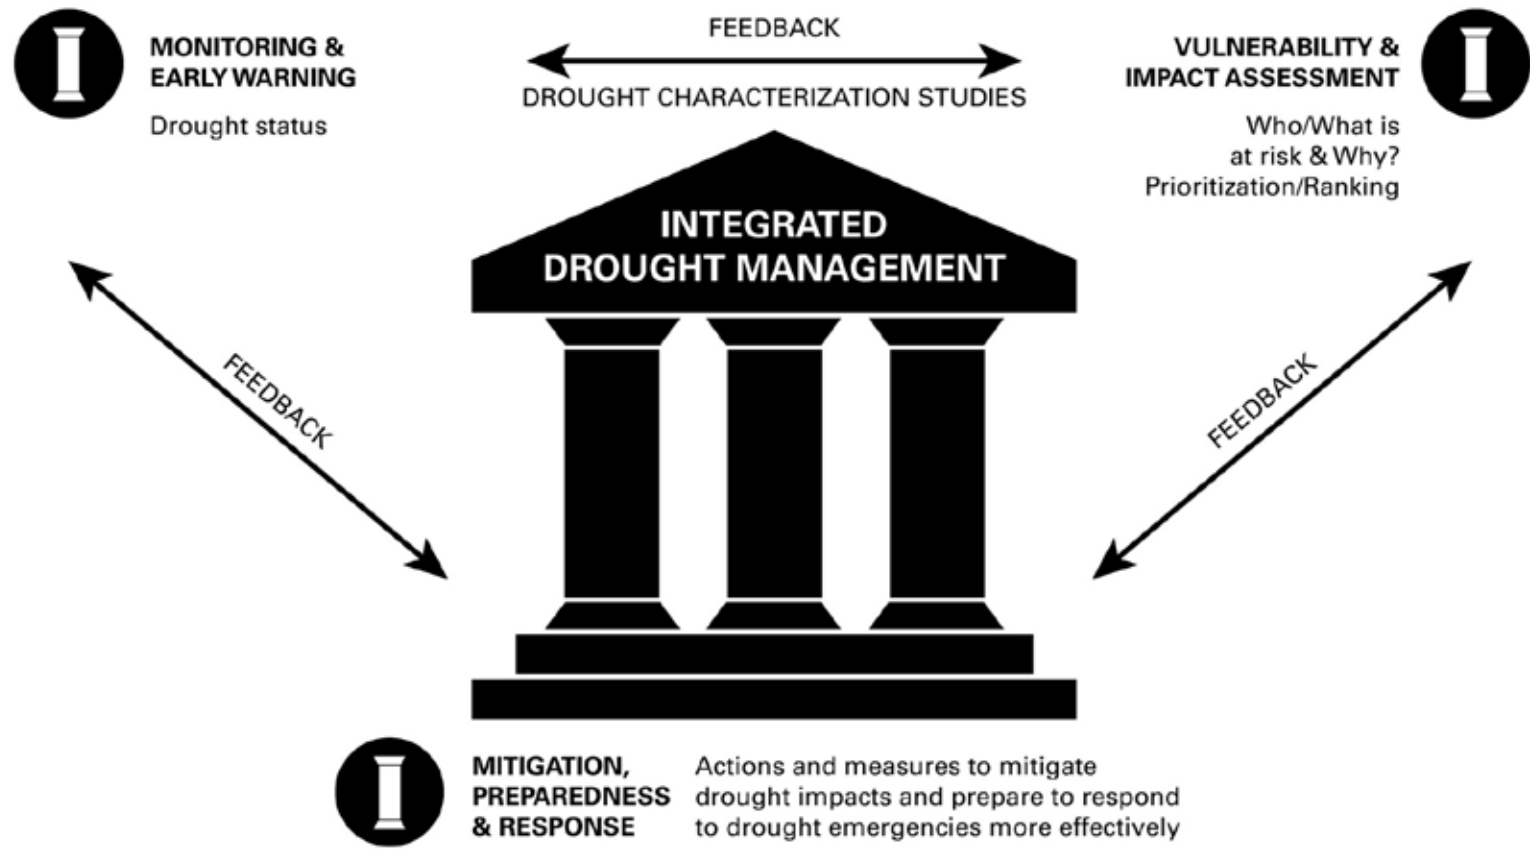 MONITORING &
EARLY WARNING
Drought status
FEEDBACK
DROUGHT CHARACTERIZATION STUDIES
VULNERABILITY &
IMPACT ASSESSMENT
Who/What is
at risk & Why?
Prioritization/Ranking
INTEGRATED
DROUGHT MANAGEMENT
FEEDBACK
FEEDBACK
MITIGATION,
PREPAREDNESS
& RESPONSE
Actions and measures to mitigate
drought impacts and prepare to respond
to drought emergencies more effectively